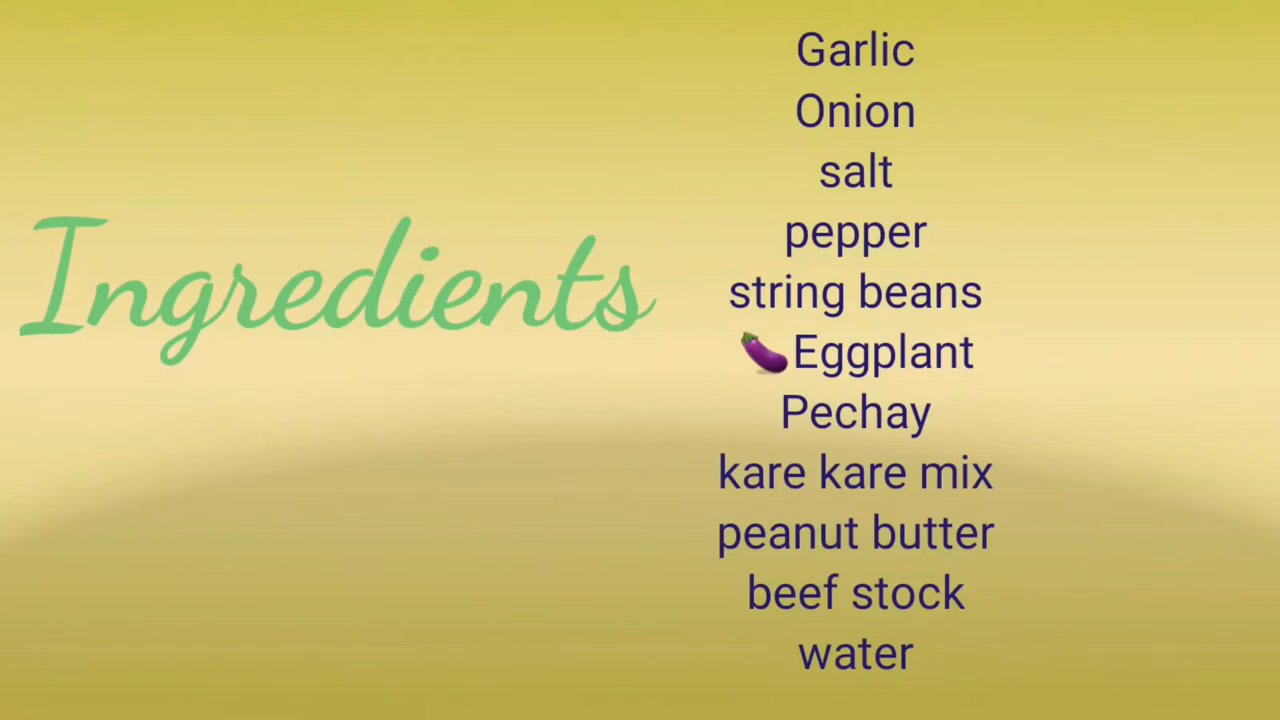 Ingredients
Garlic
Onion
salt
pepper
string beans
🍆Eggplant
Pechay
kare kare mix
peanut butter
beef stock
water